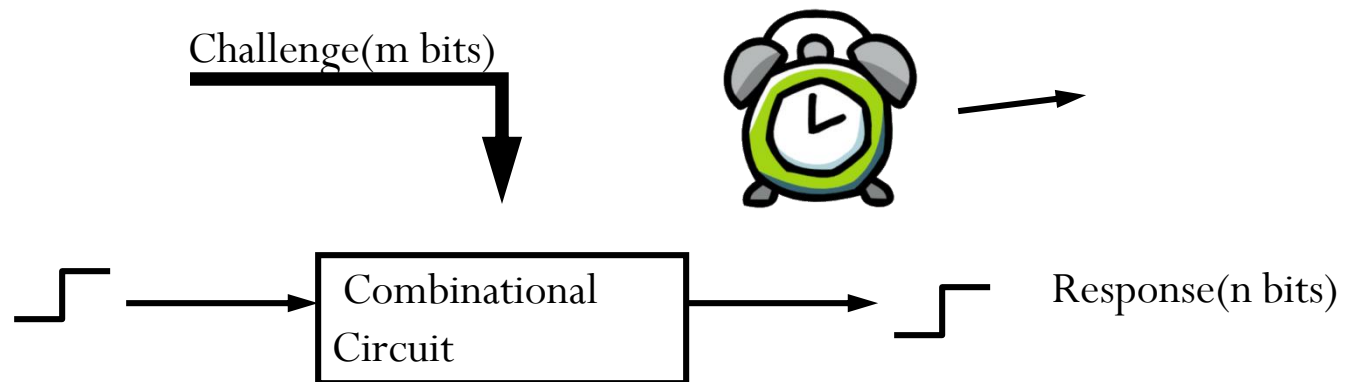 Challenge(m bits)
Combinational
Circuit
Response(n bits)